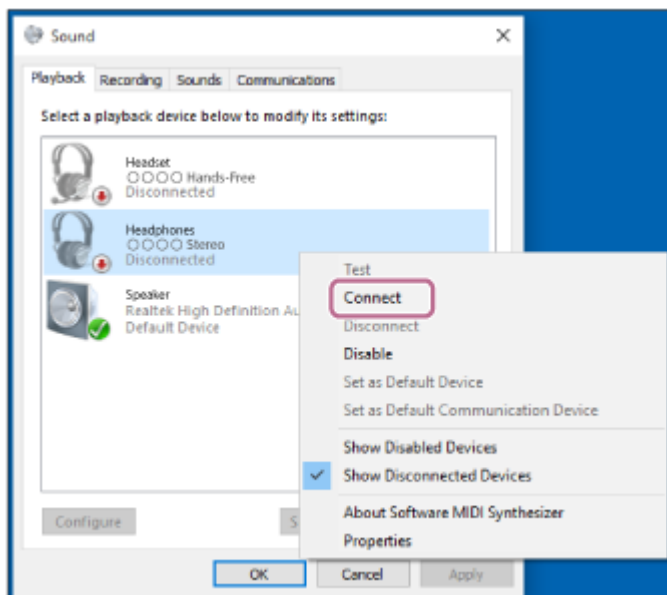 Sound
Playback Recording Sounds Communications
Select a playback device below to modify its settings:
Headset
○○○○ Hands-Free
Disconnected
Headphones
○○○○ Stereo
Disconnected
Speaker
Realtek High Definition Au
Default Device
Test
Connect
Disconnect
Disable
Set as Default Device
Set as Default Communication Device
Show Disabled Devices
Show Disconnected Devices
About Software MIDI Synthesizer
Properties
Configure
S
OK Cancel Apply